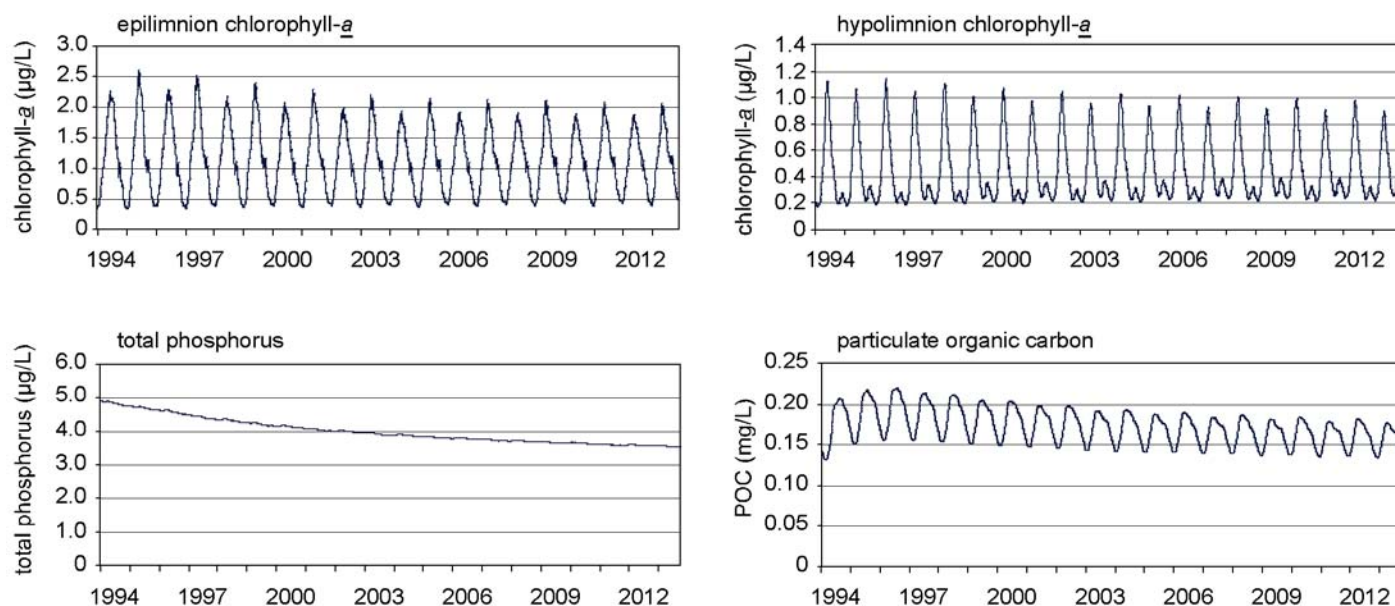 epilimnion chlorophyll-a
chlorophyll-a (µg/L)
3.0
2.5
2.0
1.5
1.0
0.5
0
1994 1997 2000 2003 2006 2009 2012
hypolimnion chlorophyll-a
chlorophyll-a (µg/L)
1.4
1.2
1.0
0.8
0.6
0.4
0.2
0
1994 1997 2000 2003 2006 2009 2012
total phosphorus
total phosphorus (µg/L)
6.0
5.0
4.0
3.0
2.0
1.0
0
1994 1997 2000 2003 2006 2009 2012
particulate organic carbon
POC (mg/L)
0.25
0.20
0.15
0.10
0.05
0
1994 1997 2000 2003 2006 2009 2012